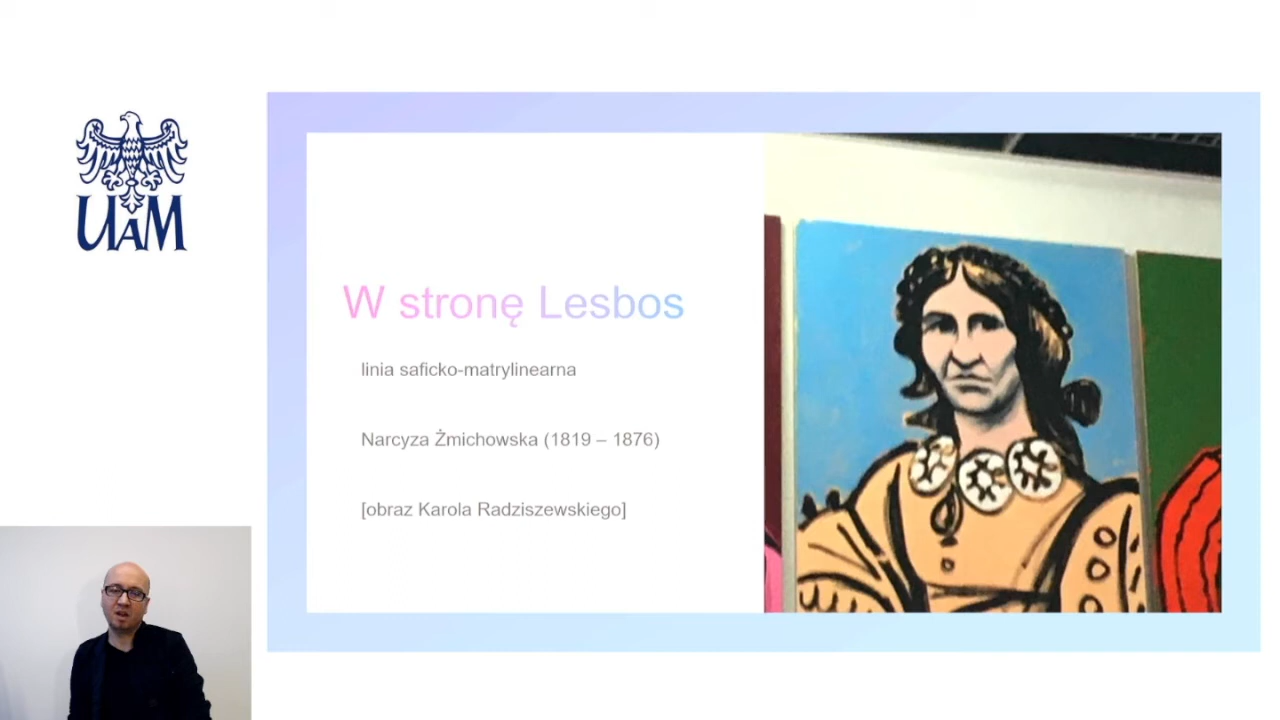 UAM
W stronę Lesbos
linia saficko-matrylinearna
Narcyza Żmichowska (1819 – 1876)
[obraz Karola Radziszewskiego]